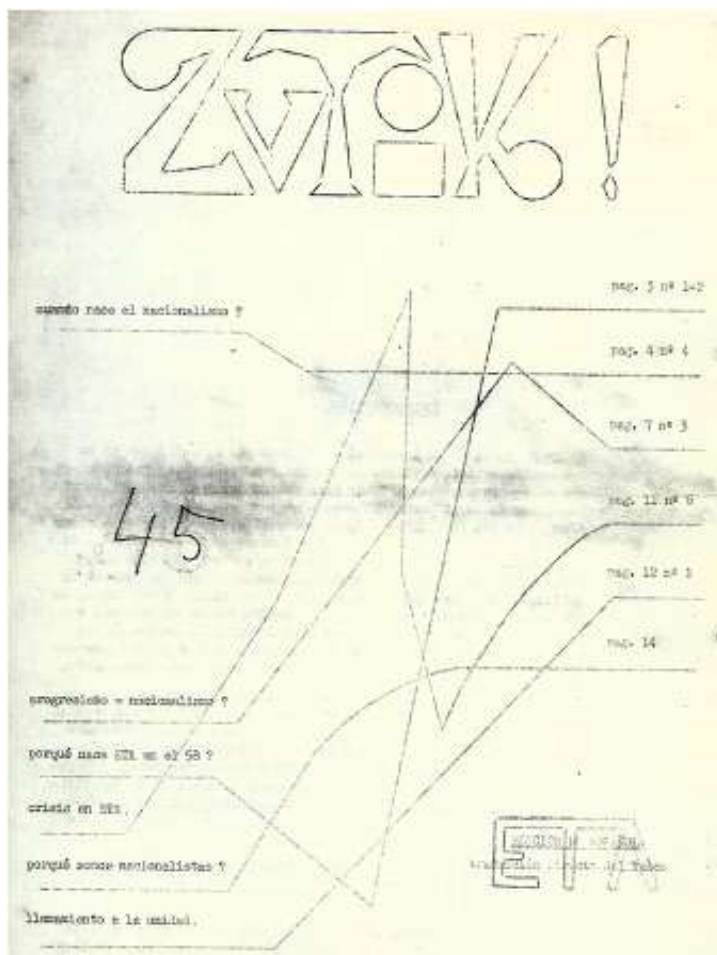 ZUTIK!
cuando nace el nacionalismo ?
pag. 3 nº 1-2
pag. 4 nº 4
pag. 7 nº 3
45
pag. 11 nº 6
pag. 12 nº 1
pag. 14
progresismo = nacionalismo ?
porqué nace ETA en el 58 ?
crisis en ETA.
porqué somos nacionalistas ?
llamamiento a la unidad.
ETA